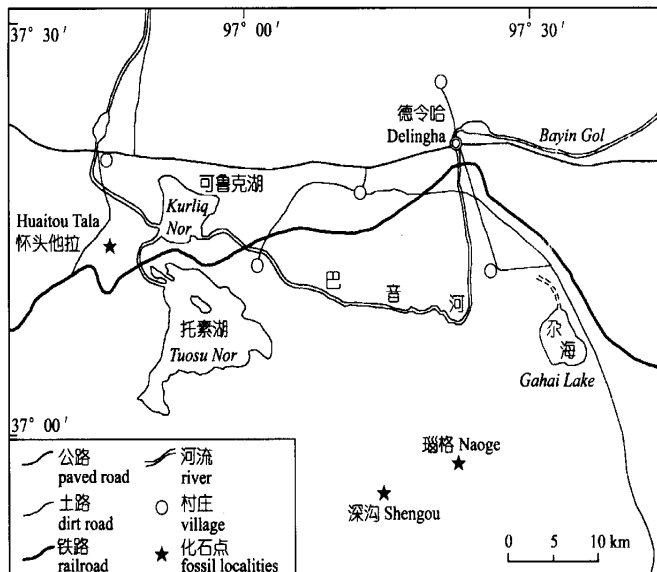 37° 30′
97° 00′
97° 30′
德令哈
Delingha
Bayin Gol
可鲁克湖
Kurliq
Nor
Huaitou Tala
怀头他拉
巴音河
托素湖
Tuosu Nor
尕海
Gahai Lake
37° 00′
瑙格 Naoge
深沟 Shengou
公路
paved road
河流
river
土路
dirt road
村庄
village
铁路
railroad
化石点
fossil localities
0 5 10 km